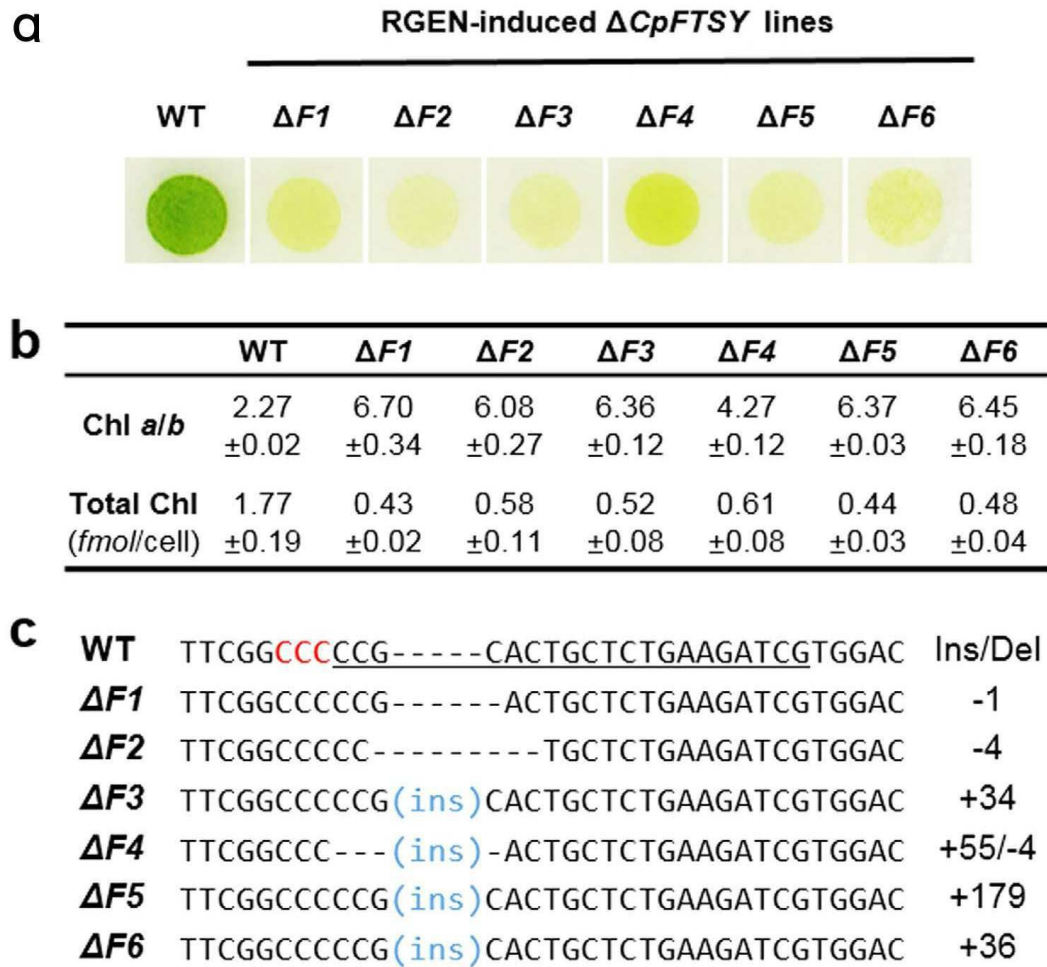 a
RGEN-induced ΔCpFTSY lines
WT ΔF1 ΔF2 ΔF3 ΔF4 ΔF5 ΔF6
b
WT ΔF1 ΔF2 ΔF3 ΔF4 ΔF5 ΔF6
Chl a/b 2.27 6.70 6.08 6.36 4.27 6.37 6.45
±0.02 ±0.34 ±0.27 ±0.12 ±0.12 ±0.03 ±0.18
Total Chl 1.77 0.43 0.58 0.52 0.61 0.44 0.48
(fmol/cell) ±0.19 ±0.02 ±0.11 ±0.08 ±0.08 ±0.03 ±0.04
c
WT TTCGGCCCCCG-----CACTGCTCTGAAGATCGTGGAC Ins/Del
ΔF1 TTCGGCCCCCG------ACTGCTCTGAAGATCGTGGAC -1
ΔF2 TTCGGCCCCC---------TGCTCTGAAGATCGTGGAC -4
ΔF3 TTCGGCCCCCG(ins)CACTGCTCTGAAGATCGTGGAC +34
ΔF4 TTCGGCCC---(ins)-ACTGCTCTGAAGATCGTGGAC +55/-4
ΔF5 TTCGGCCCCCG(ins)CACTGCTCTGAAGATCGTGGAC +179
ΔF6 TTCGGCCCCCG(ins)CACTGCTCTGAAGATCGTGGAC +36